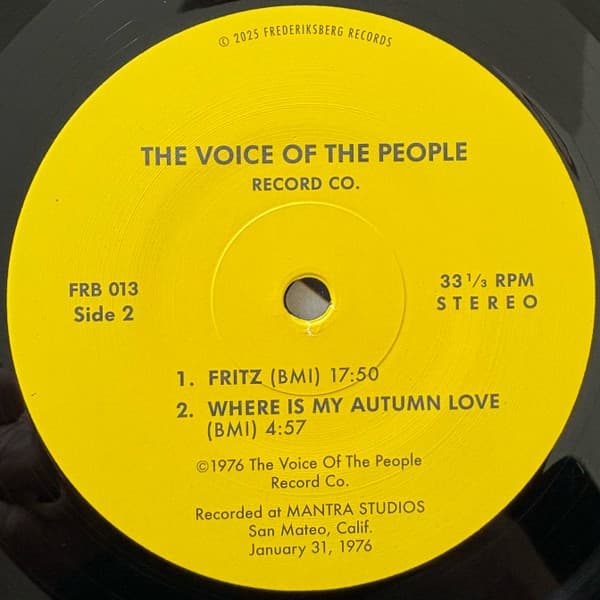 © 2025 FREDERIKSBERG RECORDS
THE VOICE OF THE PEOPLE
RECORD CO.
FRB 013
Side 2
33 1/3 RPM
STEREO
1. FRITZ (BMI) 17:50
2. WHERE IS MY AUTUMN LOVE
(BMI) 4:57
©1976 The Voice Of The People
Record Co.
Recorded at MANTRA STUDIOS
San Mateo, Calif.
January 31, 1976